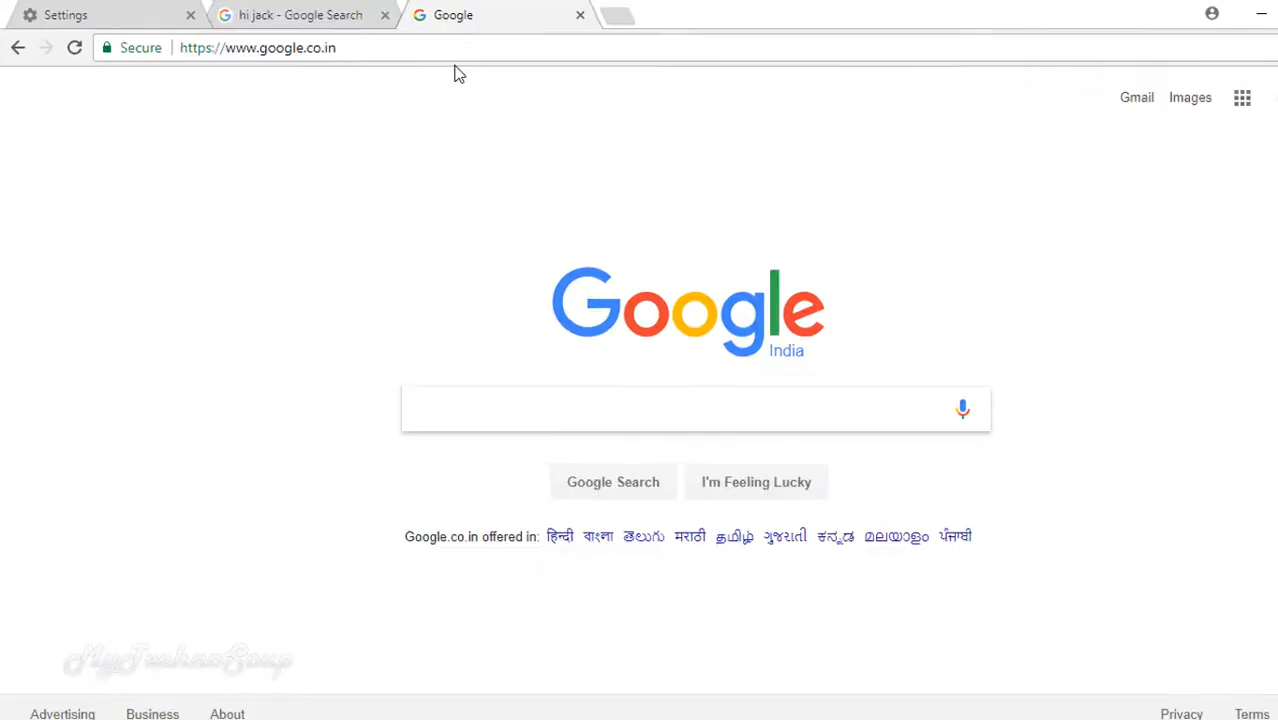 Settings
hi jack - Google Search
Google
Secure
https://www.google.co.in
Gmail Images
Google
India
Google Search
I'm Feeling Lucky
Google.co.in offered in: हिन्दी বাংলা తెలుగు मराठी தமிழ் ગુજરાતી ಕನ್ನಡ മലയാളം ਪੰਜਾਬੀ
MyTechnoSoup
Advertising Business About Privacy Terms